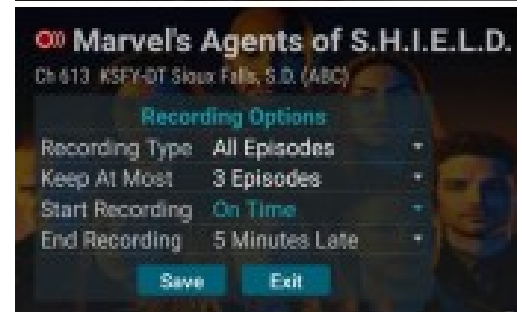 Marvel's Agents of S.H.I.E.L.D.
Ch 613 KSFY-DT Sioux Falls, S.D. (ABC)
Recording Options
Recording Type All Episodes
Keep At Most 3 Episodes
Start Recording On Time
End Recording 5 Minutes Late
Save Exit